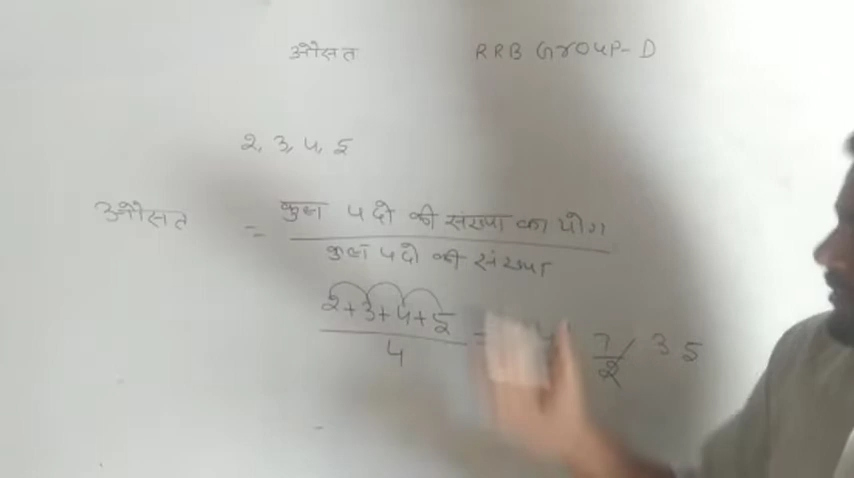 औसत RRB GroUP-D
2, 3, 4, 5
औसत = कुल पदो की संख्या का योग
कुल पदो की संख्या
2+3+4+5 = 7/2 3 5
4